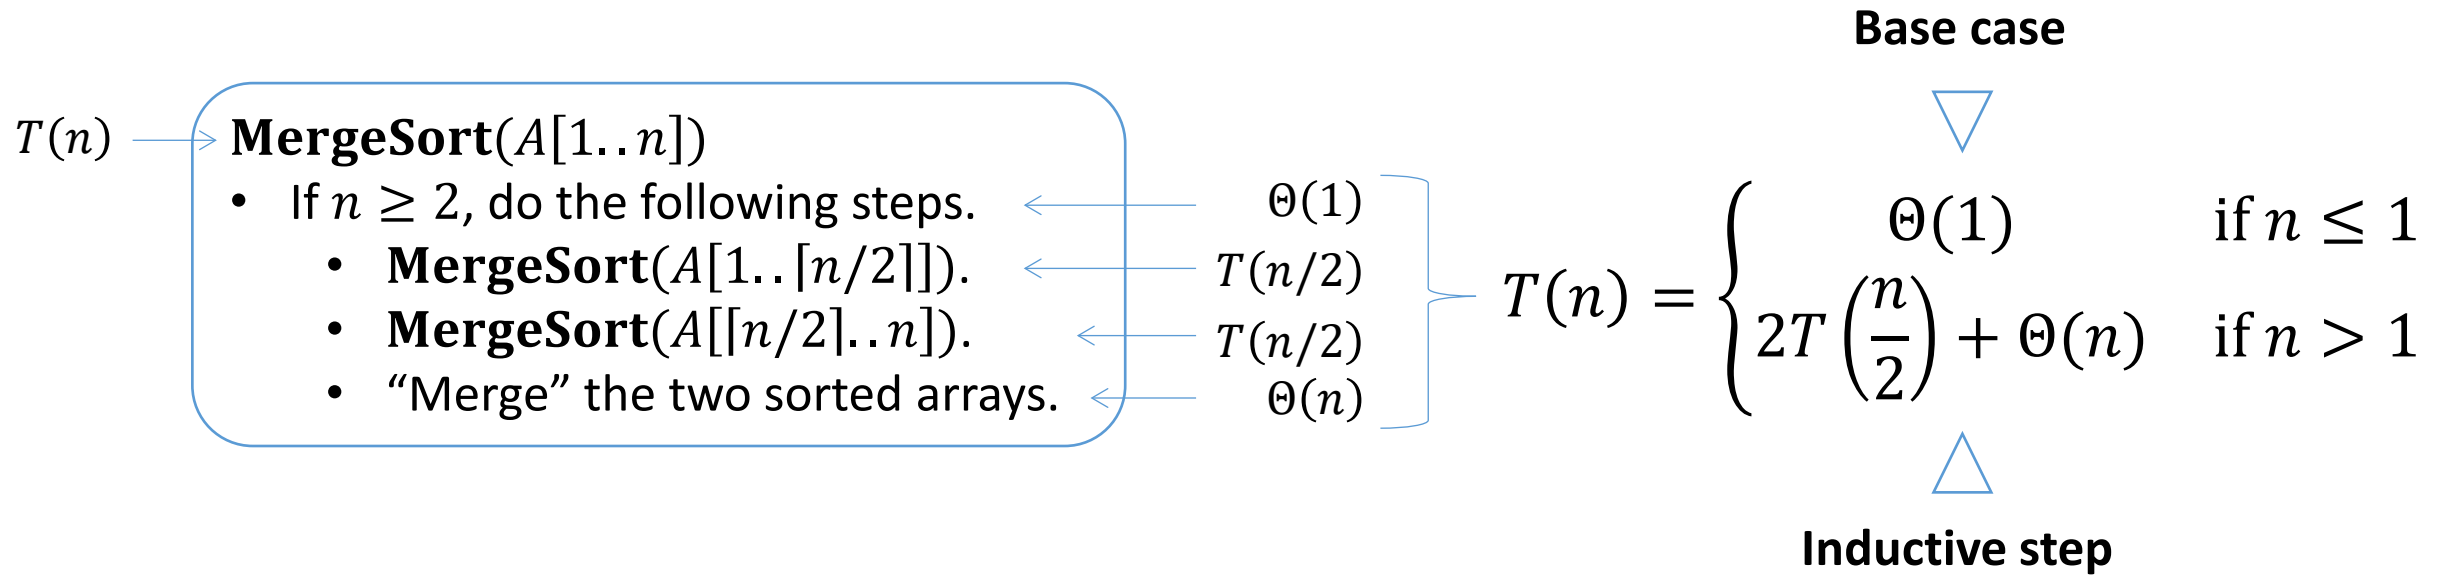 Base case
T(n)
MergeSort(A[1..n])
• If n ≥ 2, do the following steps.
• MergeSort(A[1..⌈n/2⌉]).
• MergeSort(A[⌈n/2⌉..n]).
• “Merge” the two sorted arrays.
Θ(1)
T(n/2)
T(n/2)
Θ(n)
T(n) = {
Θ(1) if n ≤ 1
2T(n/2) + Θ(n) if n > 1
Inductive step